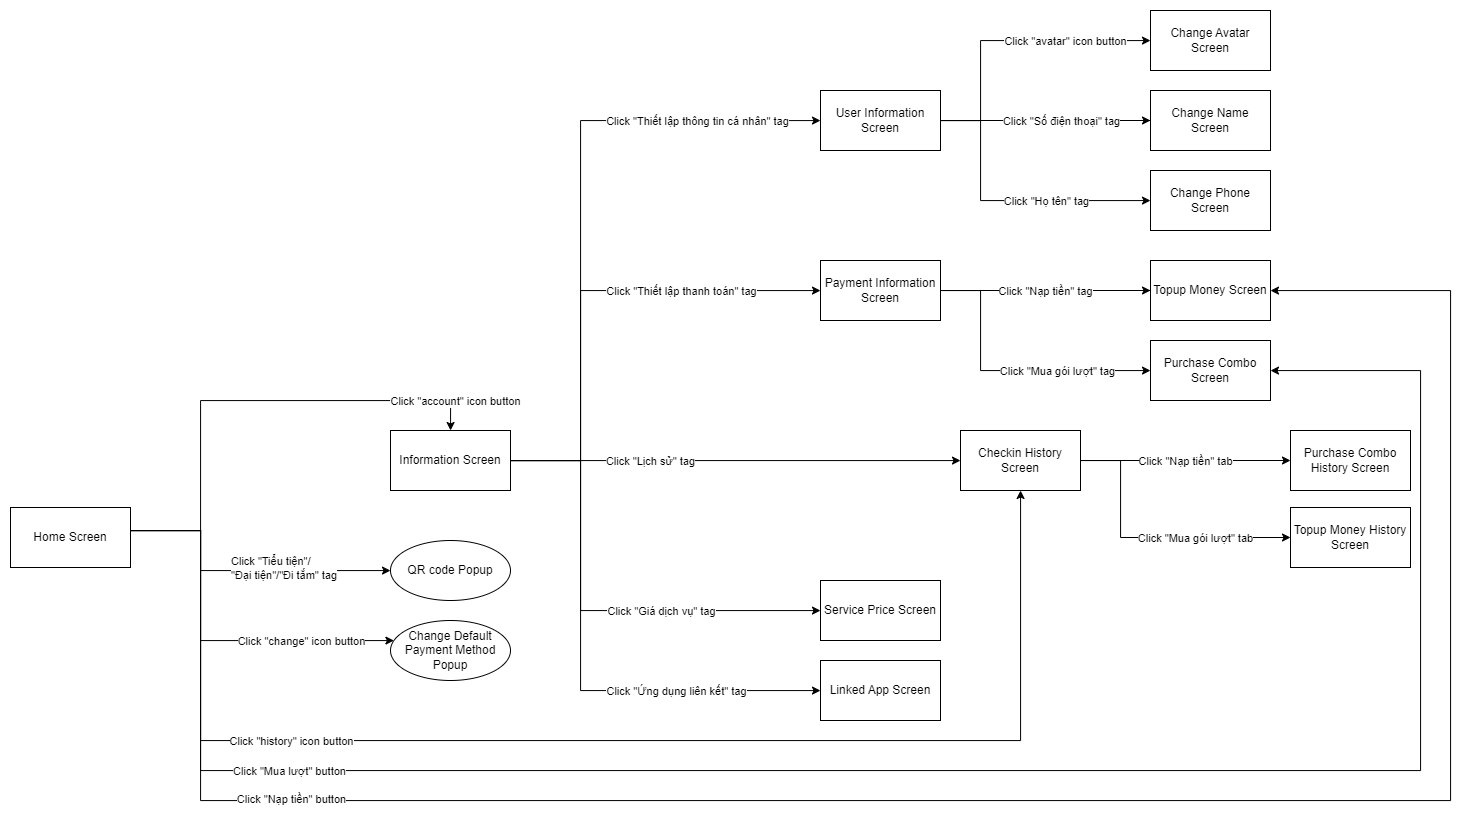 Click "avatar" icon button
Change Avatar
Screen
Click "Thiết lập thông tin cá nhân" tag
User Information
Screen
Click "Số điện thoại" tag
Change Name
Screen
Click "Họ tên" tag
Change Phone
Screen
Click "Thiết lập thanh toán" tag
Payment Information
Screen
Click "Nạp tiền" tag
Topup Money Screen
Click "Mua gói lượt" tag
Purchase Combo
Screen
Click "account" icon button
Information Screen
Click "Lịch sử" tag
Checkin History
Screen
Click "Nạp tiền" tab
Purchase Combo
History Screen
Click "Mua gói lượt" tab
Topup Money History
Screen
Home Screen
Click "Tiểu tiện"/
"Đại tiện"/"Đi tắm" tag
QR code Popup
Click "change" icon button
Change Default
Payment Method
Popup
Click "Giá dịch vụ" tag
Service Price Screen
Click "Ứng dụng liên kết" tag
Linked App Screen
Click "history" icon button
Click "Mua lượt" button
Click "Nạp tiền" button